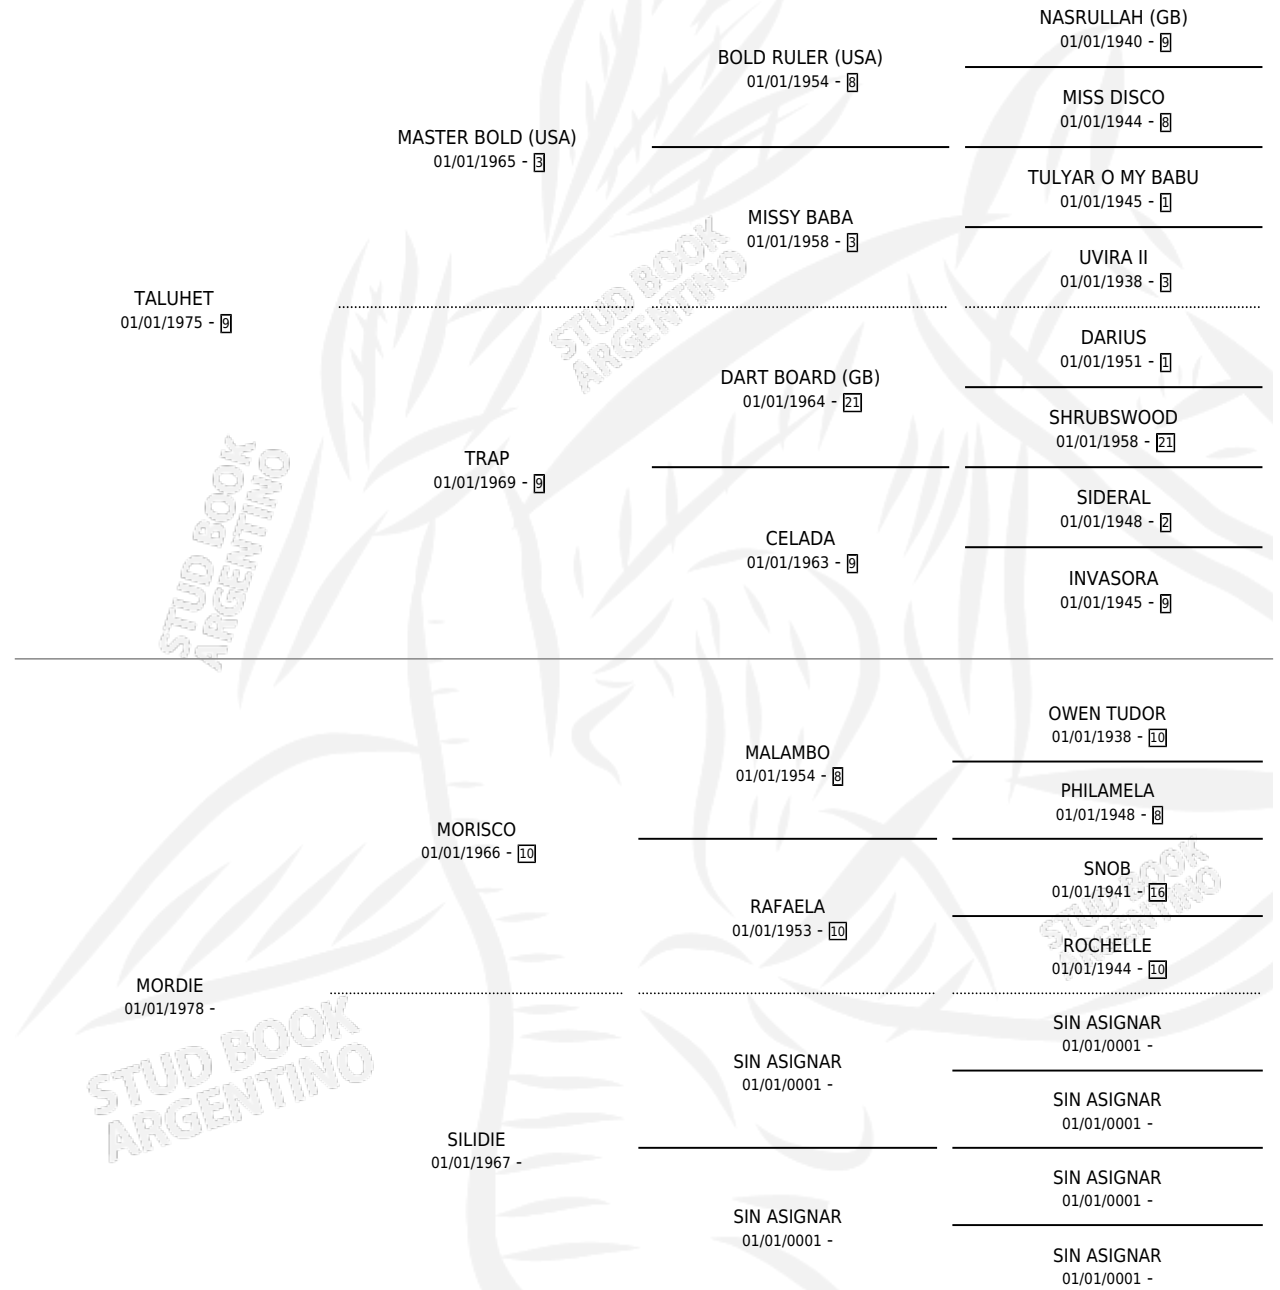 NASRULLAH (GB)
01/01/1940 - 9
BOLD RULER (USA)
01/01/1954 - 8
MISS DISCO
01/01/1944 - 8
MASTER BOLD (USA)
01/01/1965 - 3
TULYAR O MY BABU
01/01/1945 - 1
MISSY BABA
01/01/1958 - 3
UVIRA II
01/01/1938 - 3
TALUHET
01/01/1975 - 9
DARIUS
01/01/1951 - 1
DART BOARD (GB)
01/01/1964 - 21
SHRUBSWOOD
01/01/1958 - 21
TRAP
01/01/1969 - 9
SIDERAL
01/01/1948 - 2
CELADA
01/01/1963 - 9
INVASORA
01/01/1945 - 9
OWEN TUDOR
01/01/1938 - 10
MALAMBO
01/01/1954 - 8
PHILAMELA
01/01/1948 - 8
MORISCO
01/01/1966 - 10
SNOB
01/01/1941 - 16
RAFAELA
01/01/1953 - 10
ROCHELLE
01/01/1944 - 10
MORDIE
01/01/1978 -
SIN ASIGNAR
01/01/0001 -
SIN ASIGNAR
01/01/0001 -
SIN ASIGNAR
01/01/0001 -
SILIDIE
01/01/1967 -
SIN ASIGNAR
01/01/0001 -
SIN ASIGNAR
01/01/0001 -
SIN ASIGNAR
01/01/0001 -
STUD BOOK
ARGENTINO
STUD BOOK
ARGENTINO
STUD BOOK
ARGENTINO
STUD BOOK
ARGENTINO